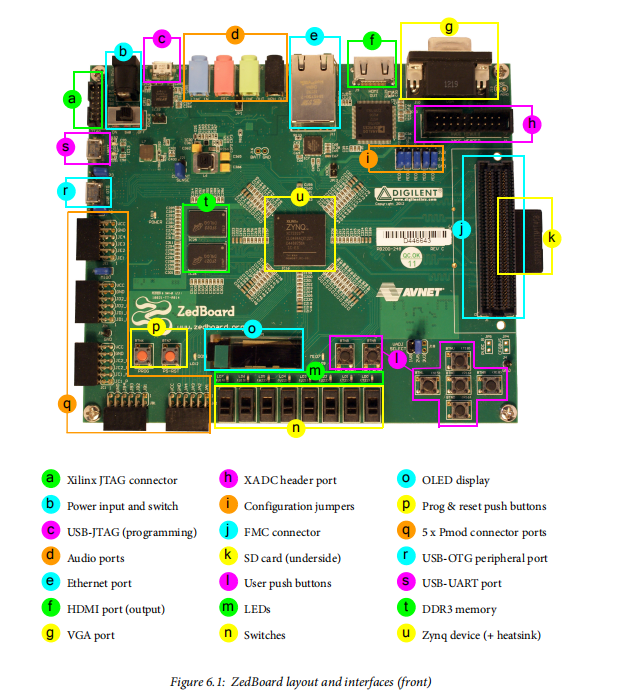 b
c
d
e
f
g
a
h
s
i
r
DIGILENT
t
u
ZYNQ
j
k
D446643
AVNET
ZedBoard
p
o
l
m
q
n
a Xilinx JTAG connector
b Power input and switch
c USB-JTAG (programming)
d Audio ports
e Ethernet port
f HDMI port (output)
g VGA port
h XADC header port
i Configuration jumpers
j FMC connector
k SD card (underside)
l User push buttons
m LEDs
n Switches
o OLED display
p Prog & reset push buttons
q 5 x Pmod connector ports
r USB-OTG peripheral port
s USB-UART port
t DDR3 memory
u Zynq device (+ heatsink)
Figure 6.1: ZedBoard layout and interfaces (front)